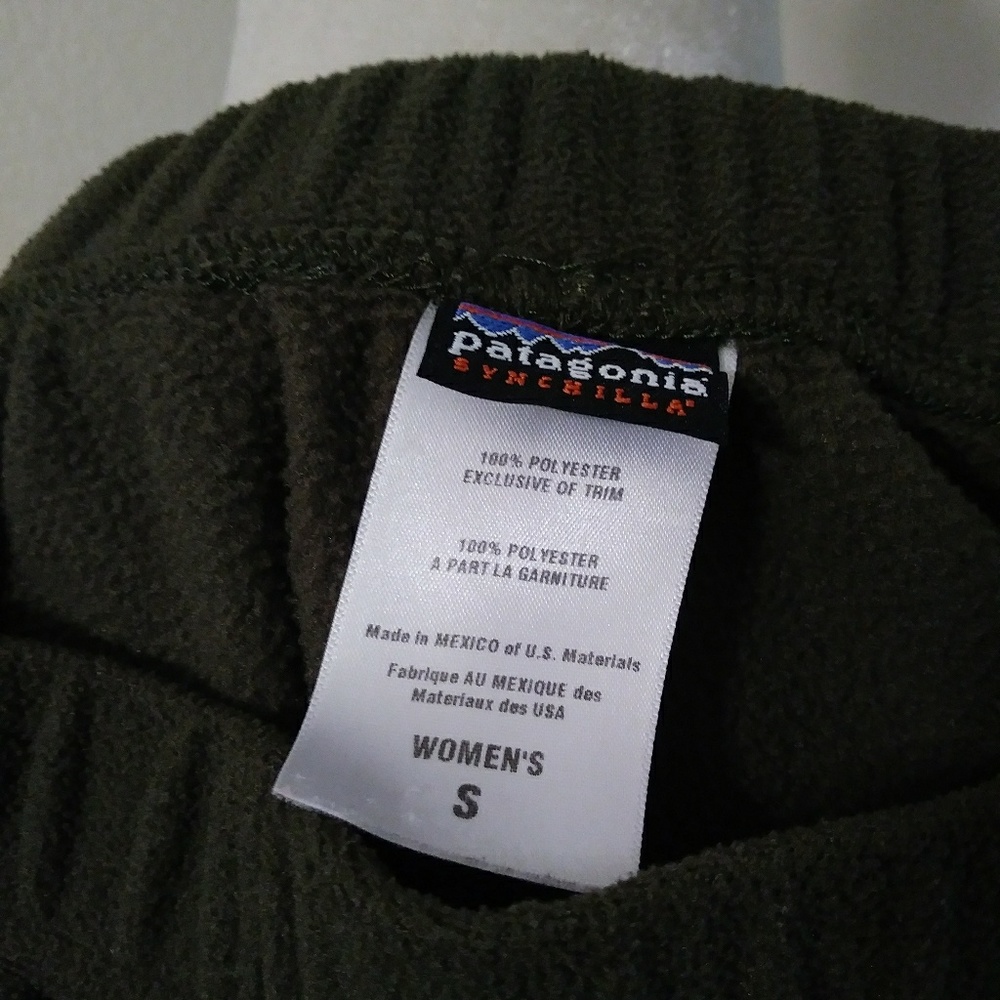 patagonia
SYNCHILLA
100% POLYESTER
EXCLUSIVE OF TRIM
100% POLYESTER
A PART LA GARNITURE
Made in MEXICO of U.S. Materials
Fabrique AU MEXIQUE des
Materiaux des USA
WOMEN'S
S